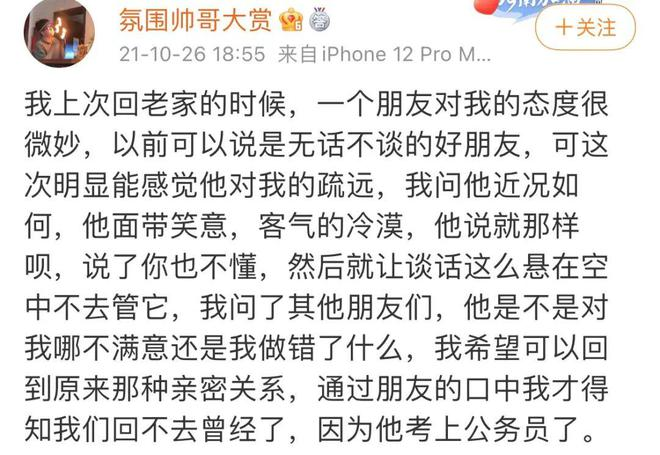 氛围帅哥大赏
21-10-26 18:55 来自iPhone 12 Pro M...
+关注
我上次回老家的时候，一个朋友对我的态度很
微妙，以前可以说是无话不谈的好朋友，可这
次明显能感觉他对我的疏远，我问他近况如
何，他面带笑意，客气的冷漠，他说就那样
呗，说了你也不懂，然后就让谈话这么悬在空
中不去管它，我问了其他朋友们，他是不是对
我哪不满意还是我做错了什么，我希望可以回
到原来那种亲密关系，通过朋友的口中我才得
知我们回不去曾经了，因为他考上公务员了。